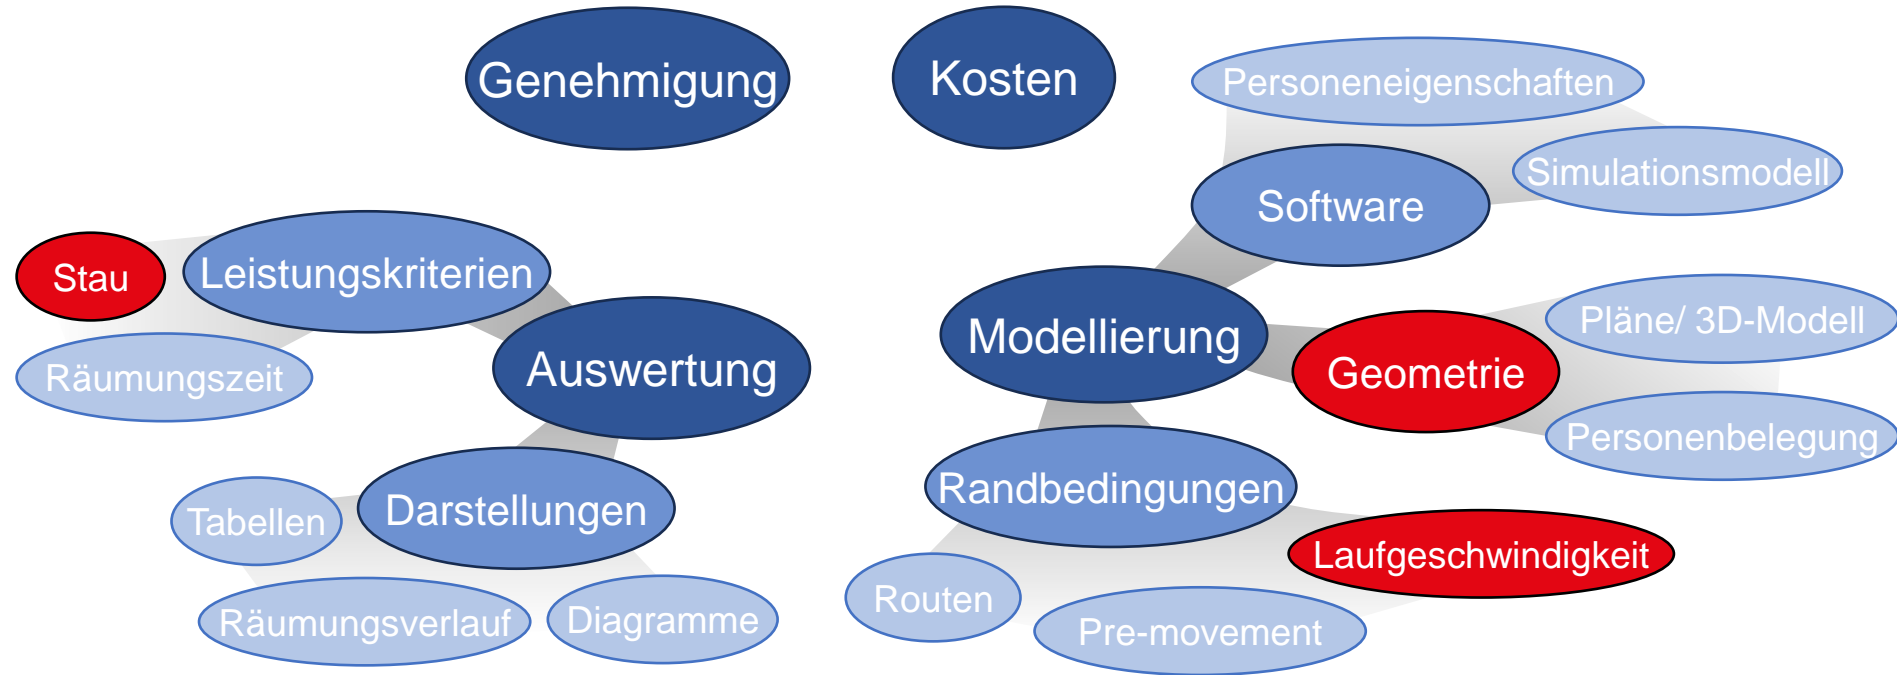 Genehmigung
Kosten
Personeneigenschaften
Simulationsmodell
Software
Stau
Leistungskriterien
Räumungszeit
Auswertung
Modellierung
Geometrie
Pläne/ 3D-Modell
Personenbelegung
Darstellungen
Tabellen
Räumungsverlauf
Diagramme
Randbedingungen
Laufgeschwindigkeit
Routen
Pre-movement